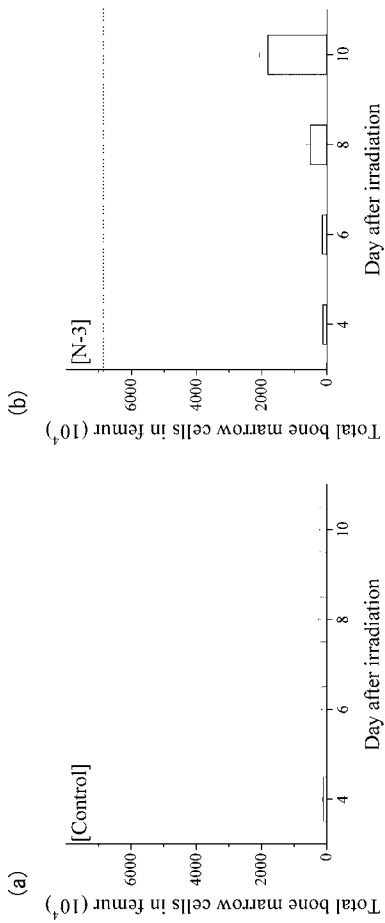 (a)
[Control]
Total bone marrow cells in femur (10⁴)
6000
4000
2000
0
4
6
8
10
Day after irradiation
(b)
[N-3]
Total bone marrow cells in femur (10⁴)
6000
4000
2000
0
4
6
8
10
Day after irradiation